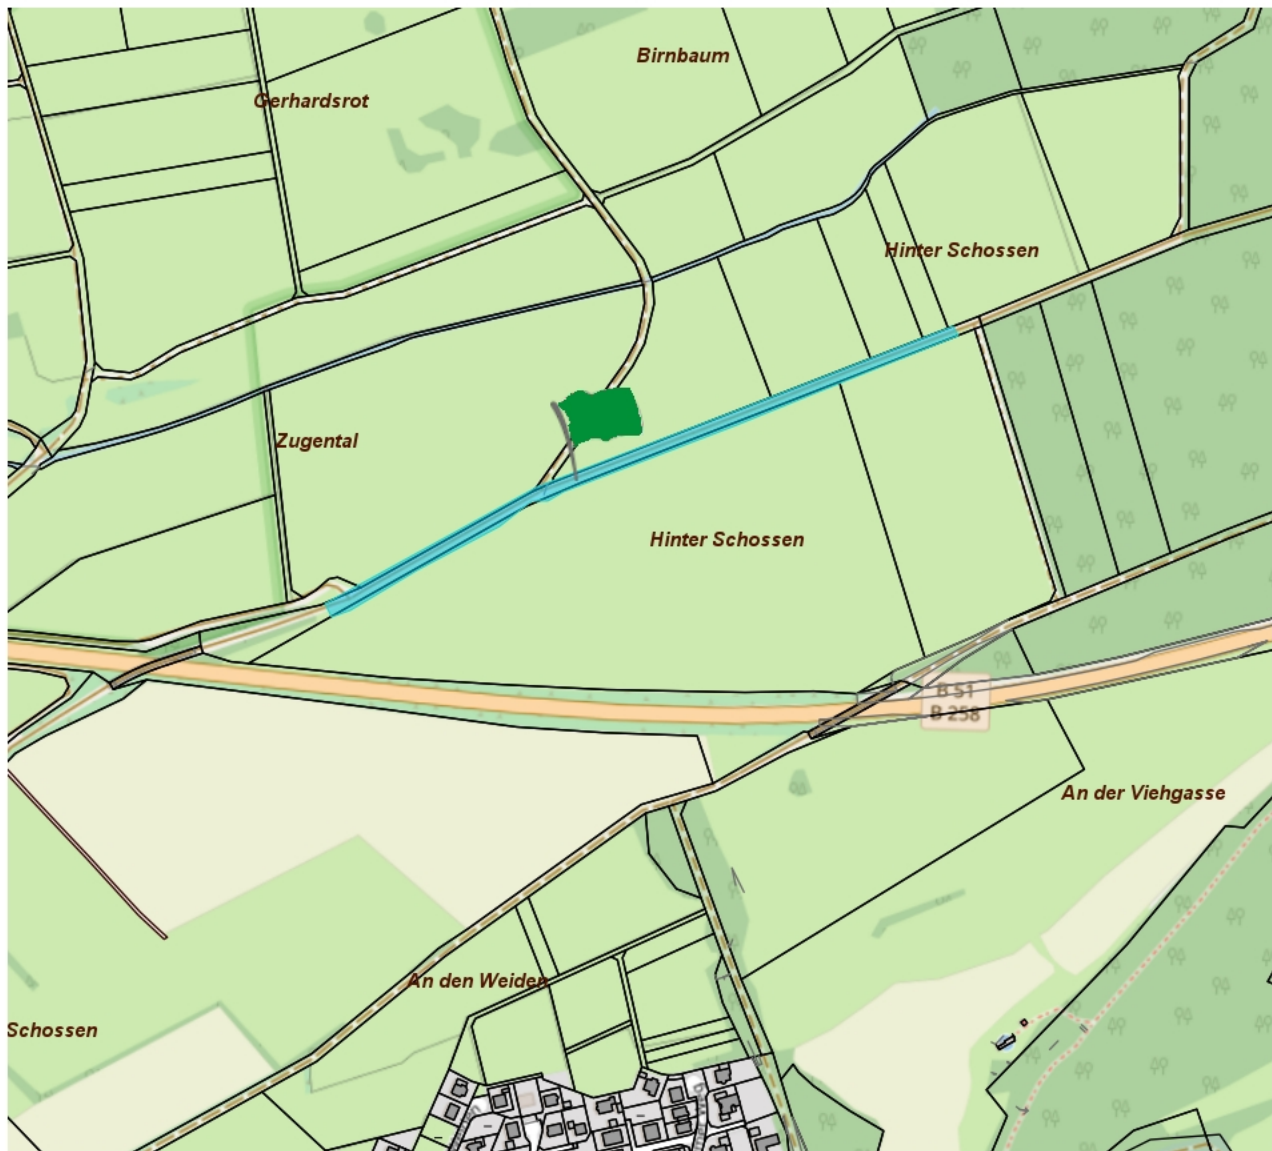 Birnbaum
Gerhardsrot
Hinter Schossen
Zugental
Hinter Schossen
B 51
B 258
An der Viehgasse
An den Weiden
Schossen